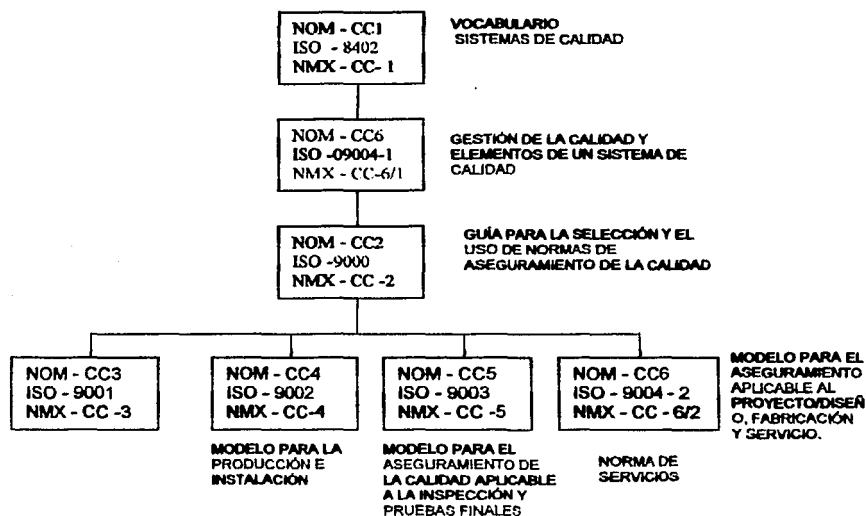 NOM - CC1
ISO - 8402
NMX - CC- 1
VOCABULARIO
SISTEMAS DE CALIDAD
NOM - CC6
ISO -09004-1
NMX - CC-6/1
GESTIÓN DE LA CALIDAD Y
ELEMENTOS DE UN SISTEMA DE
CALIDAD
NOM - CC2
ISO -9000
NMX - CC -2
GUÍA PARA LA SELECCIÓN Y EL
USO DE NORMAS DE
ASEGURAMIENTO DE LA CALIDAD
NOM - CC3
ISO - 9001
NMX - CC -3
NOM - CC4
ISO - 9002
NMX - CC-4
MODELO PARA LA
PRODUCCIÓN E
INSTALACIÓN
NOM - CC5
ISO - 9003
NMX - CC -5
MODELO PARA EL
ASEGURAMIENTO DE
LA CALIDAD APLICABLE
A LA INSPECCIÓN Y
PRUEBAS FINALES
NOM - CC6
ISO - 9004 - 2
NMX - CC - 6/2
NORMA DE
SERVICIOS
MODELO PARA EL
ASEGURAMIENTO
APLICABLE AL
PROYECTO/DISEÑ
O, FABRICACIÓN
Y SERVICIO.